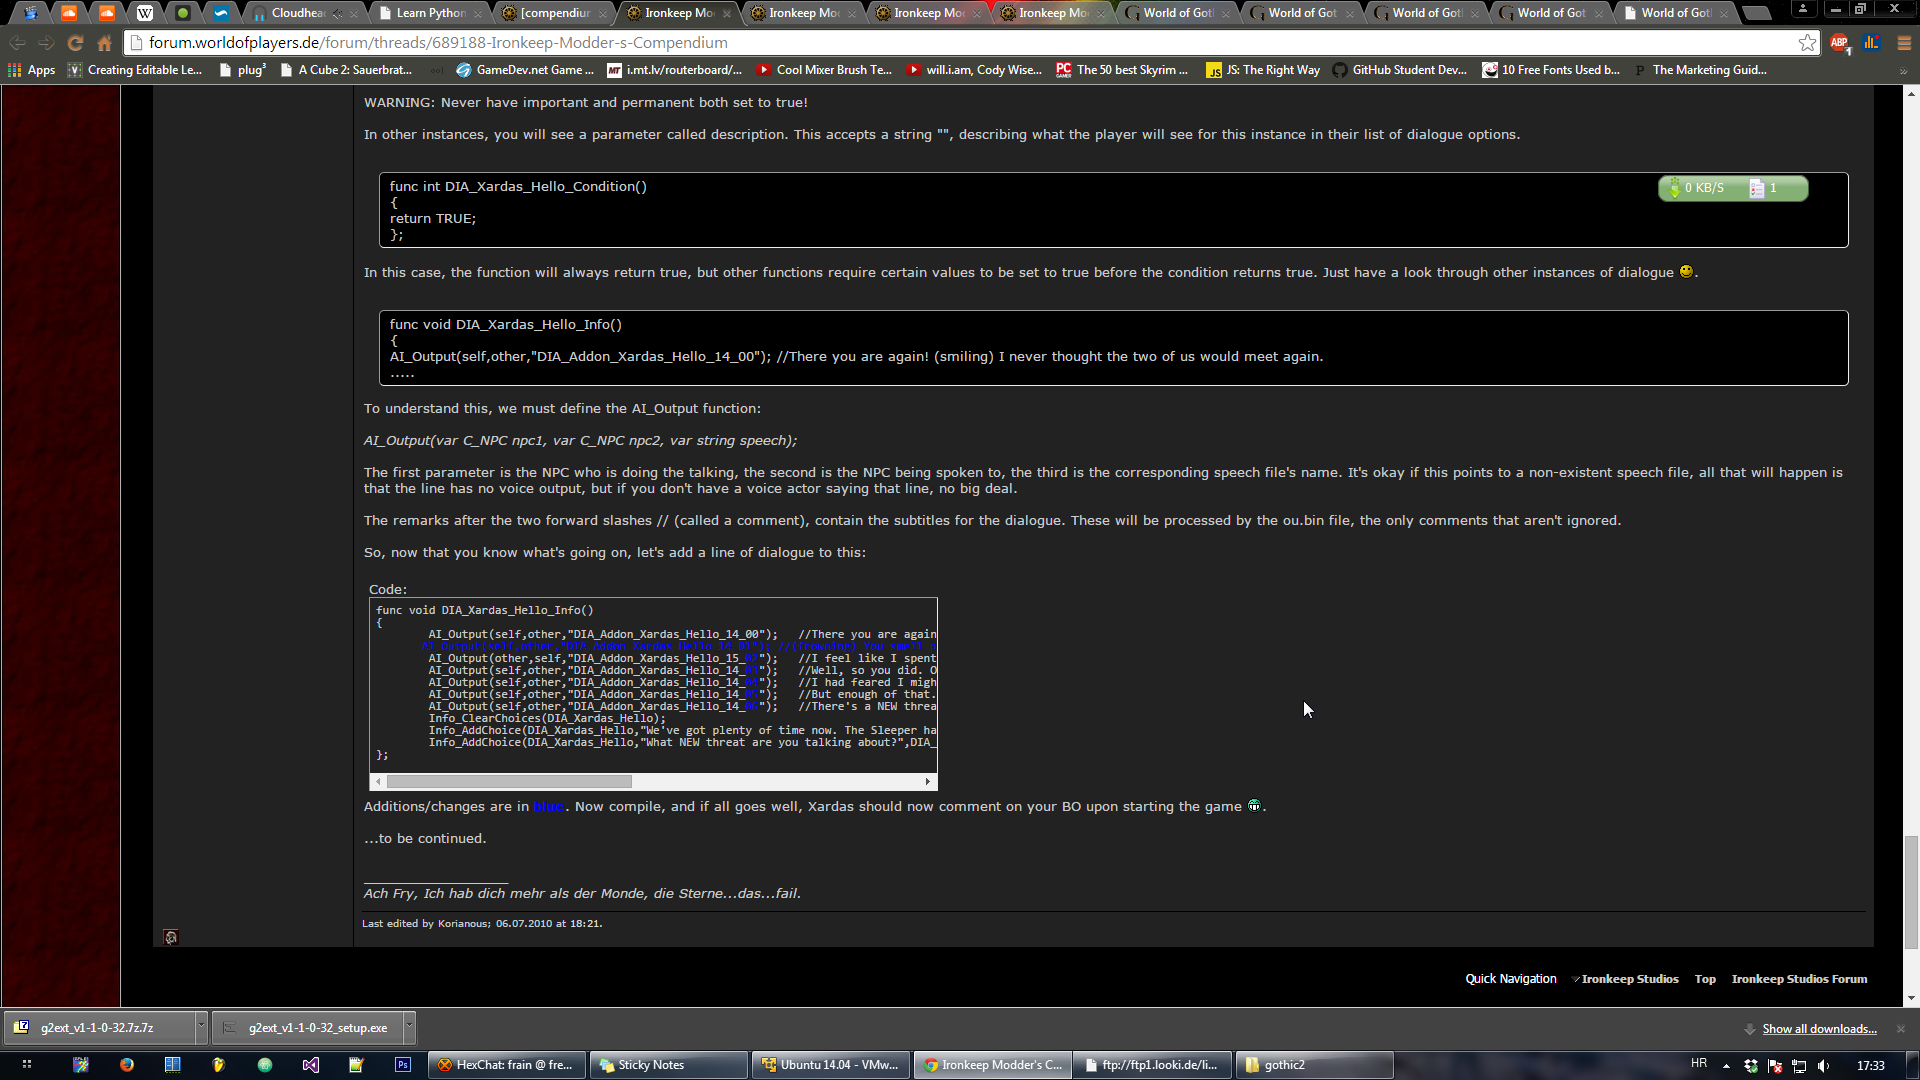 Cloudhea
Learn Python
[compendium
Ironkeep Mo
Ironkeep Mo
Ironkeep Mo
Ironkeep Mo
World of Got
World of Got
World of Got
World of Got
World of Got
forum.worldofplayers.de/forum/threads/689188-Ironkeep-Modder-s-Compendium
ABP
1
Apps
Creating Editable Le...
plug³
A Cube 2: Sauerbrat...
GameDev.net Game ...
MT i.mt.lv/routerboard/...
Cool Mixer Brush Te...
will.i.am, Cody Wise...
PC The 50 best Skyrim ...
JS JS: The Right Way
GitHub Student Dev...
10 Free Fonts Used b...
P The Marketing Guid...
WARNING: Never have important and permanent both set to true!
In other instances, you will see a parameter called description. This accepts a string "", describing what the player will see for this instance in their list of dialogue options.
func int DIA_Xardas_Hello_Condition()
{
return TRUE;
};
0 KB/S 1
In this case, the function will always return true, but other functions require certain values to be set to true before the condition returns true. Just have a look through other instances of dialogue .
func void DIA_Xardas_Hello_Info()
{
AI_Output(self,other,"DIA_Addon_Xardas_Hello_14_00"); //There you are again! (smiling) I never thought the two of us would meet again.
.....
To understand this, we must define the AI_Output function:
AI_Output(var C_NPC npc1, var C_NPC npc2, var string speech);
The first parameter is the NPC who is doing the talking, the second is the NPC being spoken to, the third is the corresponding speech file's name. It's okay if this points to a non-existent speech file, all that will happen is
that the line has no voice output, but if you don't have a voice actor saying that line, no big deal.
The remarks after the two forward slashes // (called a comment), contain the subtitles for the dialogue. These will be processed by the ou.bin file, the only comments that aren't ignored.
So, now that you know what's going on, let's add a line of dialogue to this:
Code:
func void DIA_Xardas_Hello_Info()
{
AI_Output(self,other,"DIA_Addon_Xardas_Hello_14_00"); //There you are again
AI_Output(self,other,"DIA_Addon_Xardas_Hello_14_01"); //(frowning) You smell
AI_Output(other,self,"DIA_Addon_Xardas_Hello_15_02"); //I feel like I spent
AI_Output(self,other,"DIA_Addon_Xardas_Hello_14_03"); //Well, so you did. O
AI_Output(self,other,"DIA_Addon_Xardas_Hello_14_04"); //I had feared I migh
AI_Output(self,other,"DIA_Addon_Xardas_Hello_14_05"); //But enough of that.
AI_Output(self,other,"DIA_Addon_Xardas_Hello_14_06"); //There's a NEW threa
Info_ClearChoices(DIA_Xardas_Hello);
Info_AddChoice(DIA_Xardas_Hello,"We've got plenty of time now. The Sleeper ha
Info_AddChoice(DIA_Xardas_Hello,"What NEW threat are you talking about?",DIA_
};
Additions/changes are in blue. Now compile, and if all goes well, Xardas should now comment on your BO upon starting the game .
...to be continued.
Ach Fry, Ich hab dich mehr als der Monde, die Sterne...das...fail.
Last edited by Korianous; 06.07.2010 at 18:21.
Quick Navigation
Ironkeep Studios
Top
Ironkeep Studios Forum
g2ext_v1-1-0-32.7z.7z
g2ext_v1-1-0-32_setup.exe
Show all downloads...
Ps
HexChat: frain @ fre...
Sticky Notes
Ubuntu 14.04 - VMw...
Ironkeep Modder's C...
ftp://ftp1.looki.de/li...
gothic2
HR
17:33